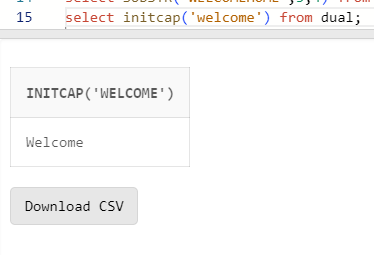 15 select initcap('welcome') from dual;
INITCAP('WELCOME')
Welcome
Download CSV